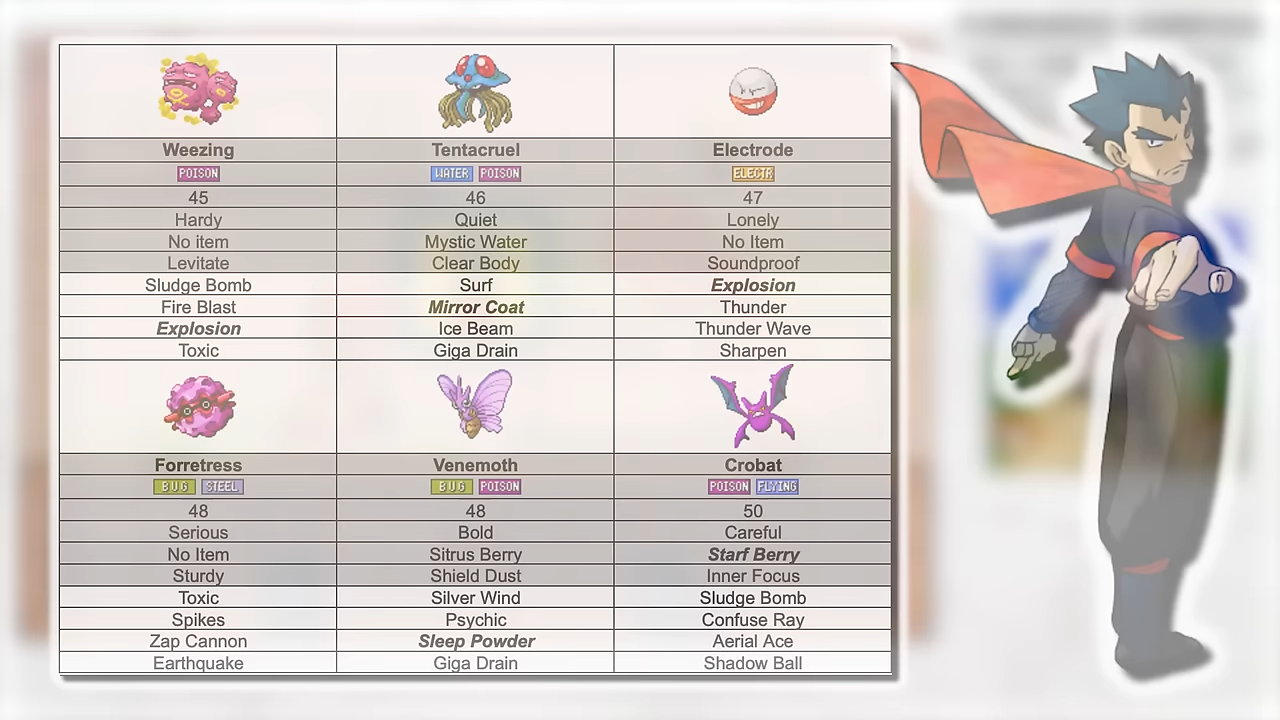 Weezing Tentacruel Electrode
POISON WATER POISON ELECTR
45 46 47
Hardy Quiet Lonely
No item Mystic Water No Item
Levitate Clear Body Soundproof
Sludge Bomb Surf Explosion
Fire Blast Mirror Coat Thunder
Explosion Ice Beam Thunder Wave
Toxic Giga Drain Sharpen
Forretress Venemoth Crobat
BUG STEEL BUG POISON POISON FLYING
48 48 50
Serious Bold Careful
No Item Sitrus Berry Starf Berry
Sturdy Shield Dust Inner Focus
Toxic Silver Wind Sludge Bomb
Spikes Psychic Confuse Ray
Zap Cannon Sleep Powder Aerial Ace
Earthquake Giga Drain Shadow Ball